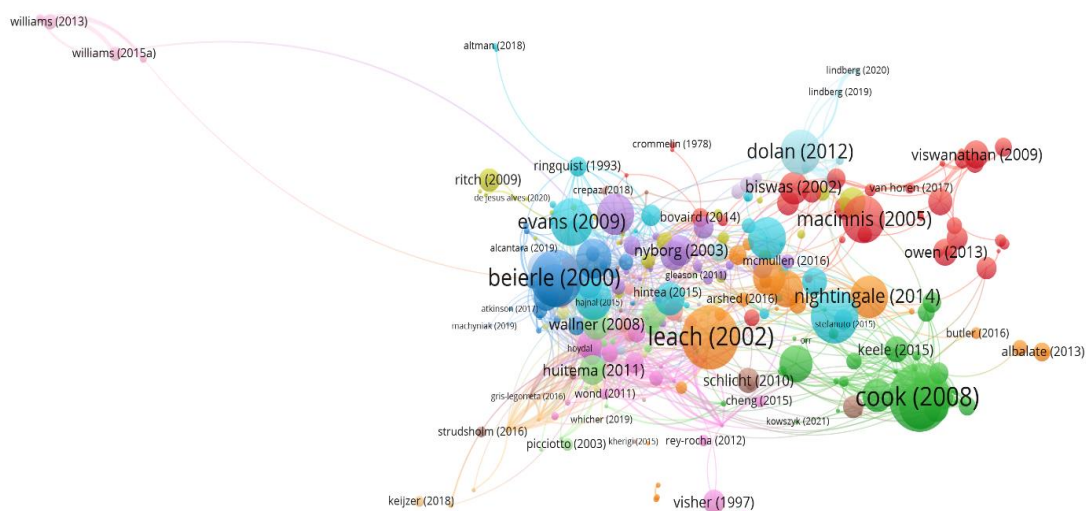 williams (2013)
williams (2015a)
altman (2018)
lindberg (2020)
lindberg (2019)
crommelin (1978)
dolan (2012)
viswanathan (2009)
ringquist (1993)
ritch (2009)
crepaz (2018)
biswas (2002)
van horen (2017)
de jesus alves (2020)
evans (2009)
bovaird (2014)
macinnis (2005)
alcantara (2019)
nyborg (2003)
owen (2013)
mcmullen (2016)
beierle (2000)
gleason (2011)
hintea (2015)
arshed (2016)
nightingale (2014)
hajnal (2015)
atkinson (2017)
machyniak (2019)
wallner (2008)
stefanuto (2015)
leach (2002)
butler (2016)
orr
hoydal
keele (2015)
albalate (2013)
huitema (2011)
schlicht (2010)
gris-legorreta (2016)
wond (2011)
cheng (2015)
cook (2008)
whicher (2019)
kowszyk (2021)
strudsholm (2016)
picciotto (2003)
rey-rocha (2012)
keijzer (2018)
visher (1997)